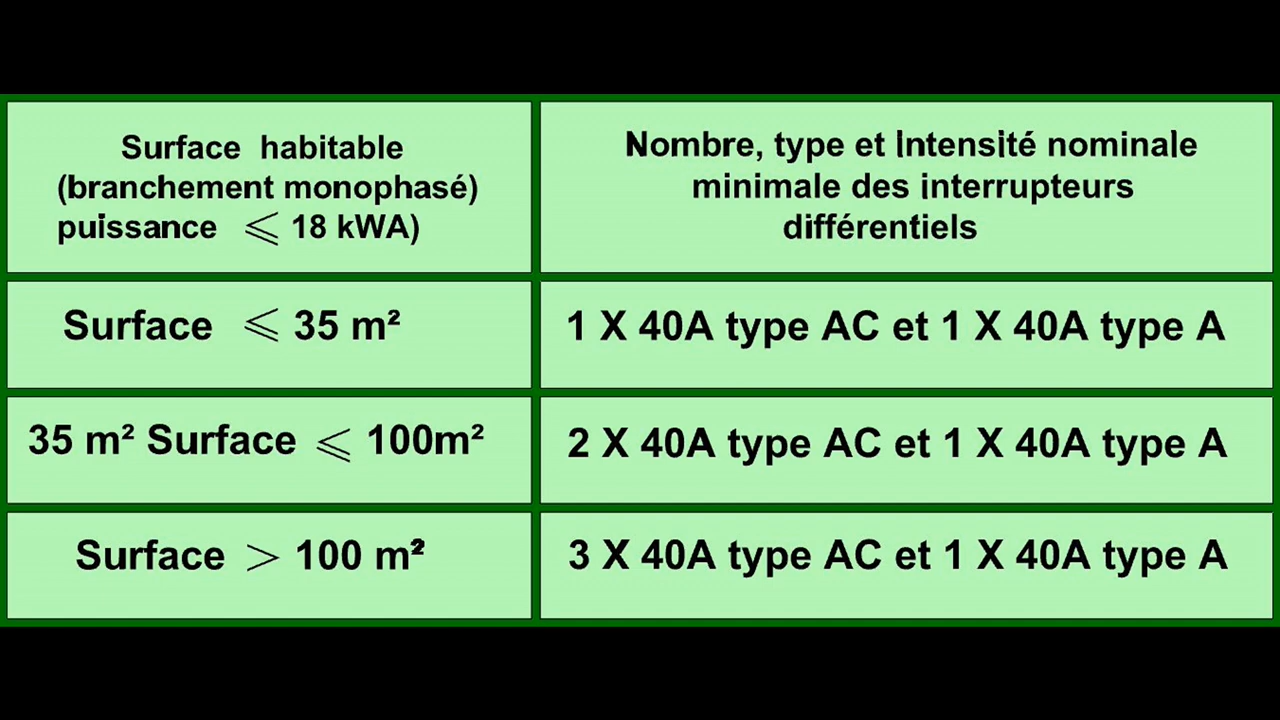 Surface habitable
(branchement monophasé)
puissance ⩽ 18 kWA)
Nombre, type et Intensité nominale
minimale des interrupteurs
différentiels
Surface ⩽ 35 m²
1 X 40A type AC et 1 X 40A type A
35 m² Surface ⩽ 100m²
2 X 40A type AC et 1 X 40A type A
Surface > 100 m²
3 X 40A type AC et 1 X 40A type A